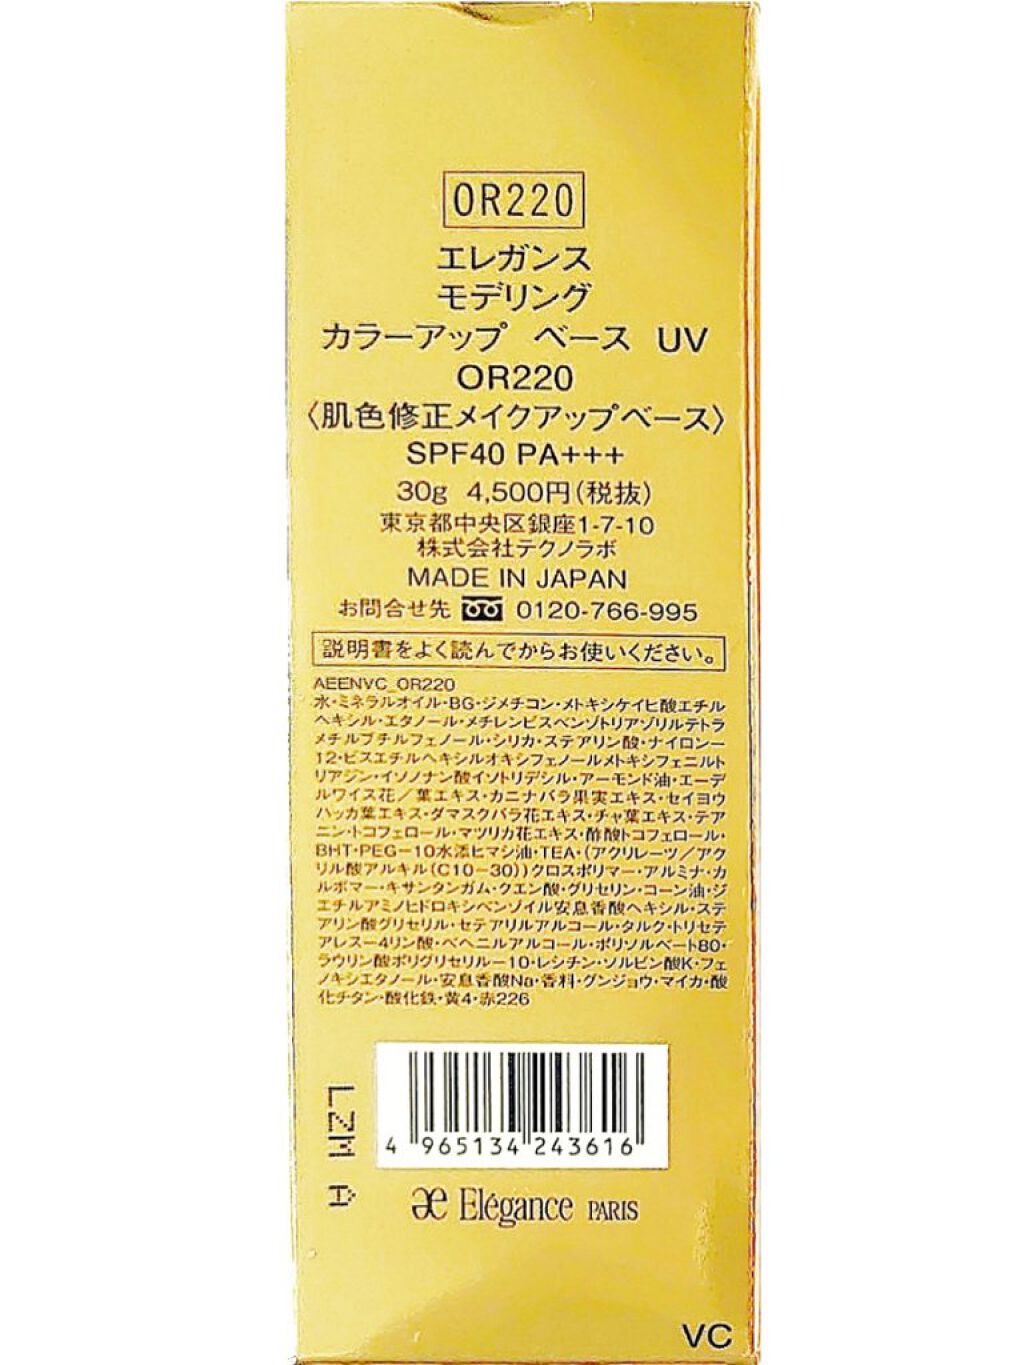 OR220
エレガンス
モデリング
カラーアップ ベース UV
OR220
〈肌色修正メイクアップベース〉
SPF40 PA+++
30g 4,500円(税抜)
東京都中央区銀座1-7-10
株式会社テクノラボ
MADE IN JAPAN
お問合せ先 0120-766-995
説明書をよく読んでからお使いください。
AEENVC_OR220
水・ミネラルオイル・BG・ジメチコン・メトキシケイヒ酸エチル
ヘキシル・エタノール・メチレンビスベンゾトリアゾリルテトラ
メチルブチルフェノール・シリカ・ステアリン酸・ナイロンー
12・ビスエチルヘキシルオキシフェノールメトキシフェニルト
リアジン・イソノナン酸イソトリデシル・アーモンド油・エーデ
ルワイス花/葉エキス・カニナバラ果実エキス・セイヨウ
ハッカ葉エキス・ダマスクバラ花エキス・チャ葉エキス・テア
ニン・トコフェロール・マツリカ花エキス・酢酸トコフェロール・
BHT・PEG-10水添ヒマシ油・TEA・(アクリレーツ/アク
リル酸アルキル(C10-30))クロスポリマー・アルミナ・カ
ルボマー・キサンタンガム・クエン酸・グリセリン・コーン油・ジ
エチルアミノヒドロキシベンゾイル安息香酸ヘキシル・ステ
アリン酸グリセリル・セテアリルアルコール・タルク・トリセテ
アレスー4リン酸・ベヘニルアルコール・ポリソルベート80・
ラウリン酸ポリグリセリルー10・レシチン・ソルビン酸K・フェ
ノキシエタノール・安息香酸Na・香料・グンジョウ・マイカ・酸
化チタン・酸化鉄・黄4・赤226
4 965134 243616
LZM A
æ Elégance PARIS
VC